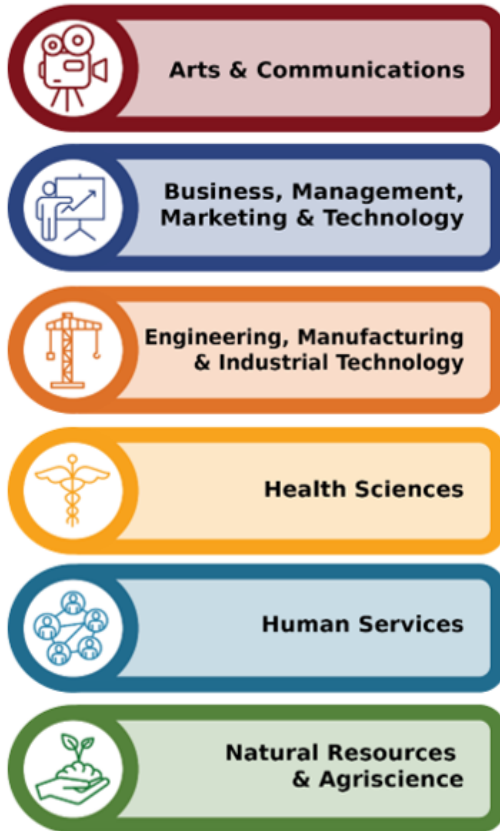 Arts & Communications
Business, Management,
Marketing & Technology
Engineering, Manufacturing
& Industrial Technology
Health Sciences
Human Services
Natural Resources
& Agriscience